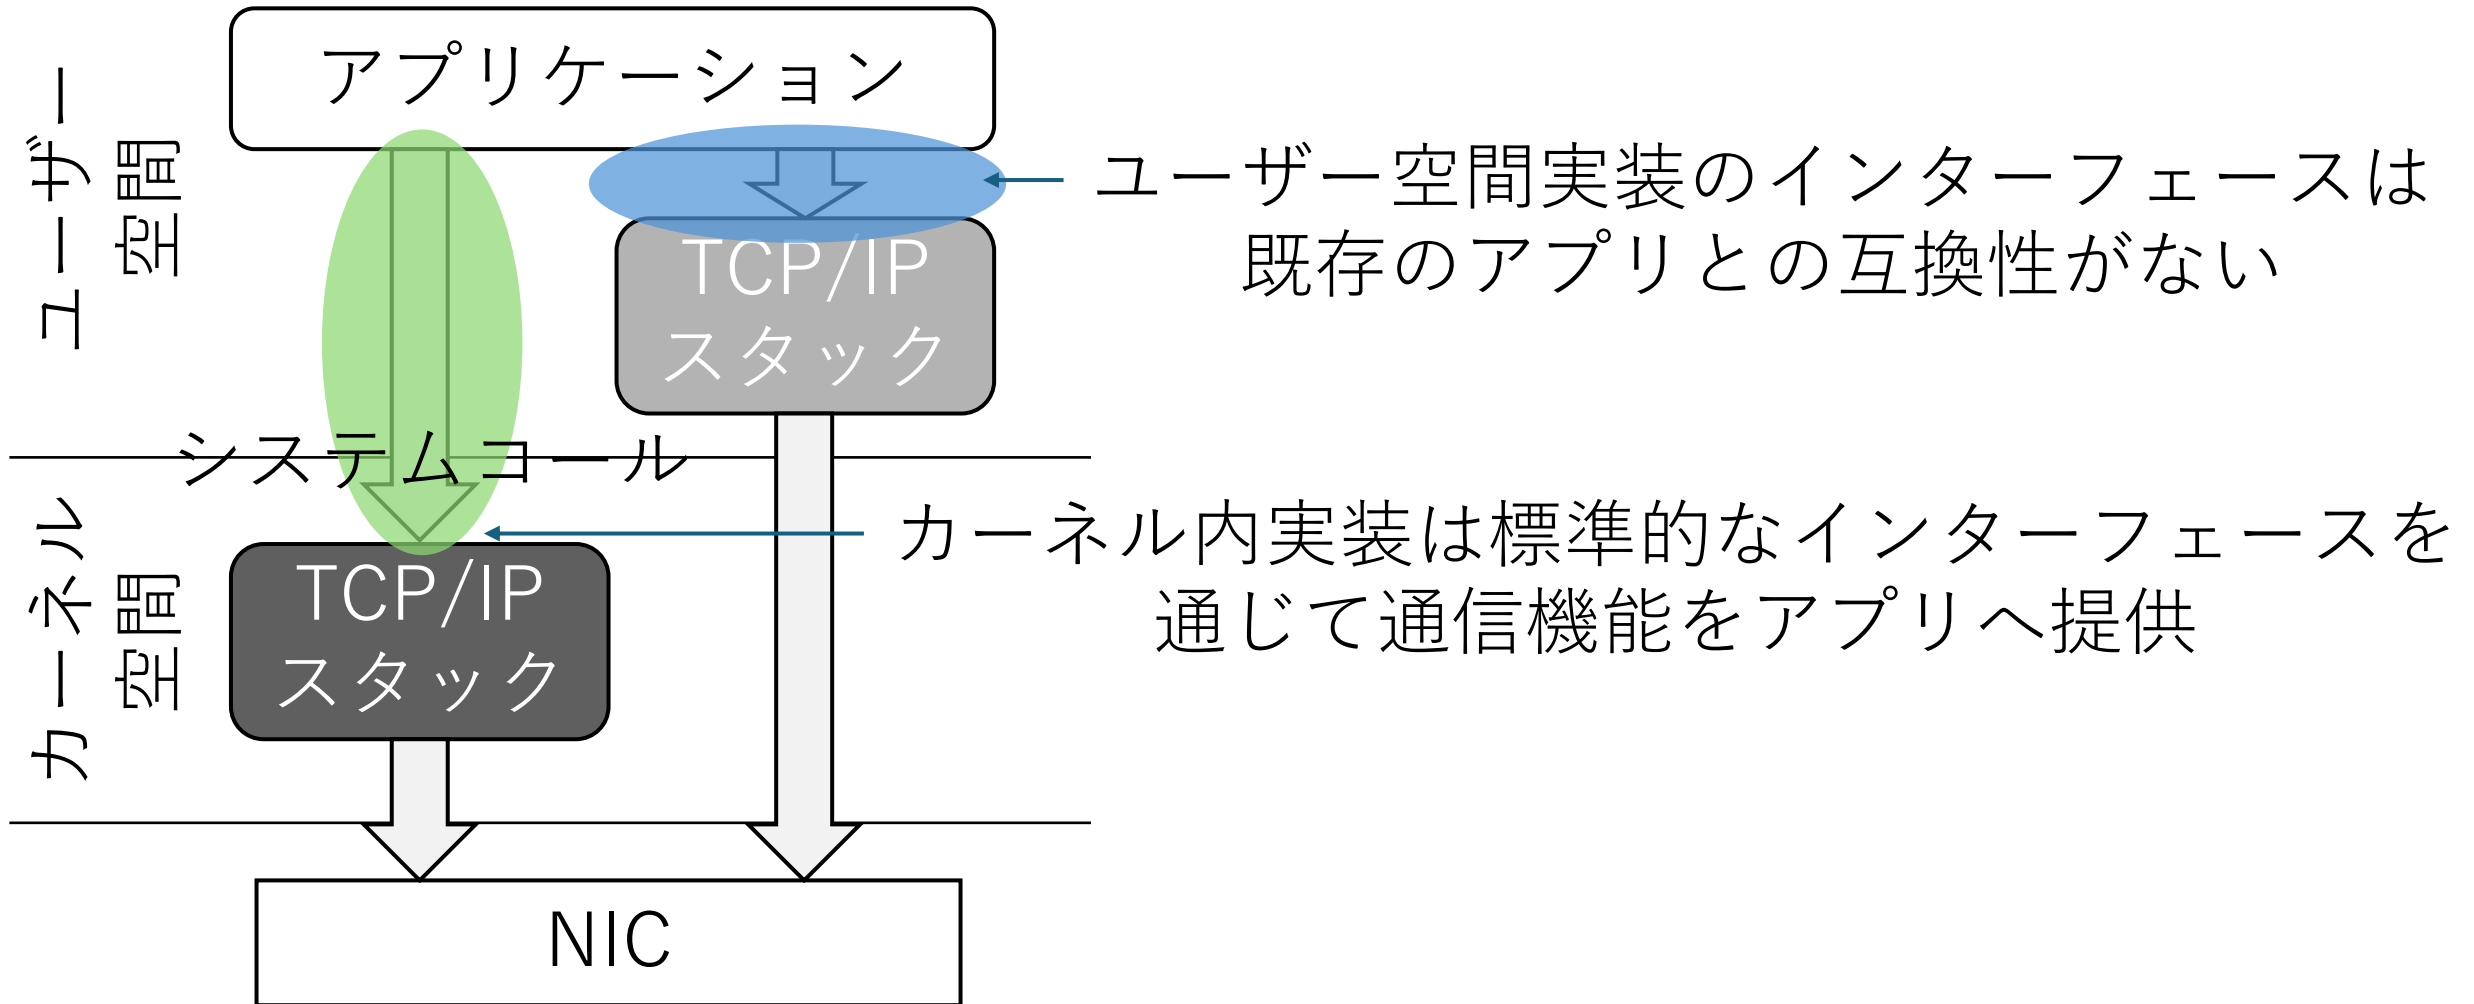 アプリケーション
ユーザー
空間
TCP/IP
スタック
ユーザー空間実装のインターフェースは
既存のアプリとの互換性がない
システムコール
カーネル
空間
TCP/IP
スタック
カーネル内実装は標準的なインターフェースを
通じて通信機能をアプリへ提供
NIC